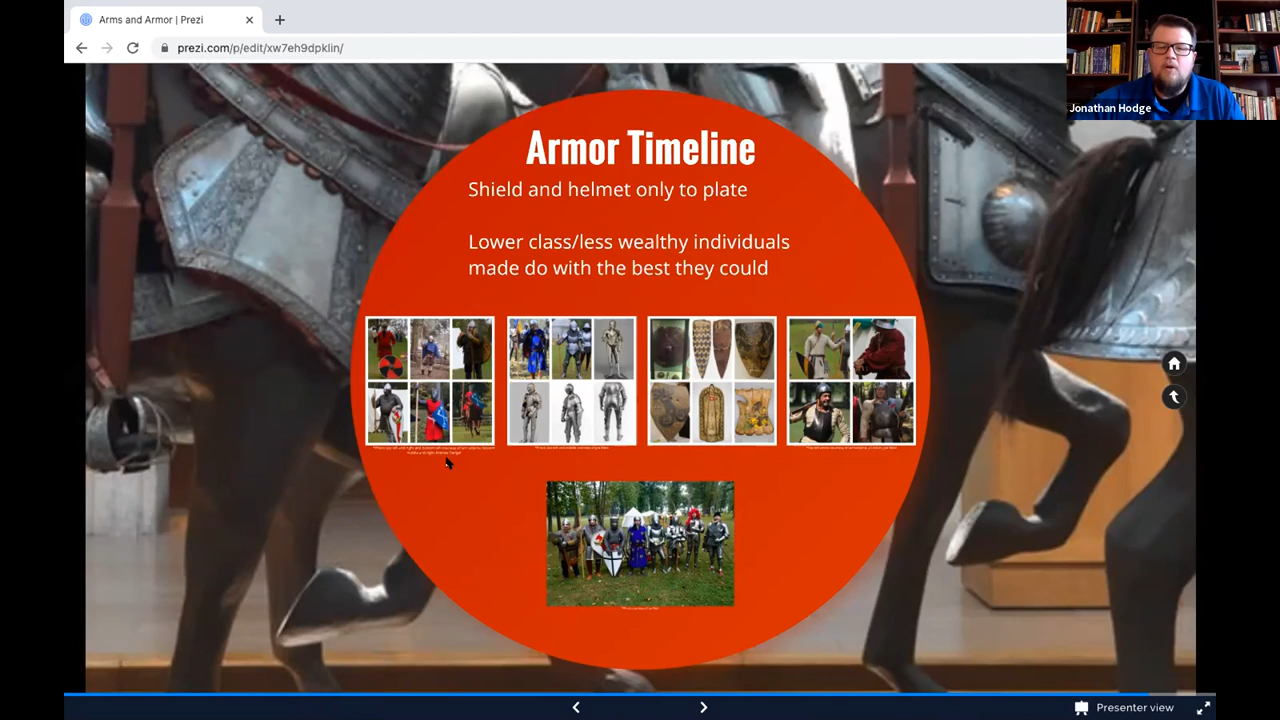 Arms and Armor | Prezi
prezi.com/p/edit/xw7eh9dpklin/
Jonathan Hodge
Armor Timeline
Shield and helmet only to plate
Lower class/less wealthy individuals
made do with the best they could
Presenter view